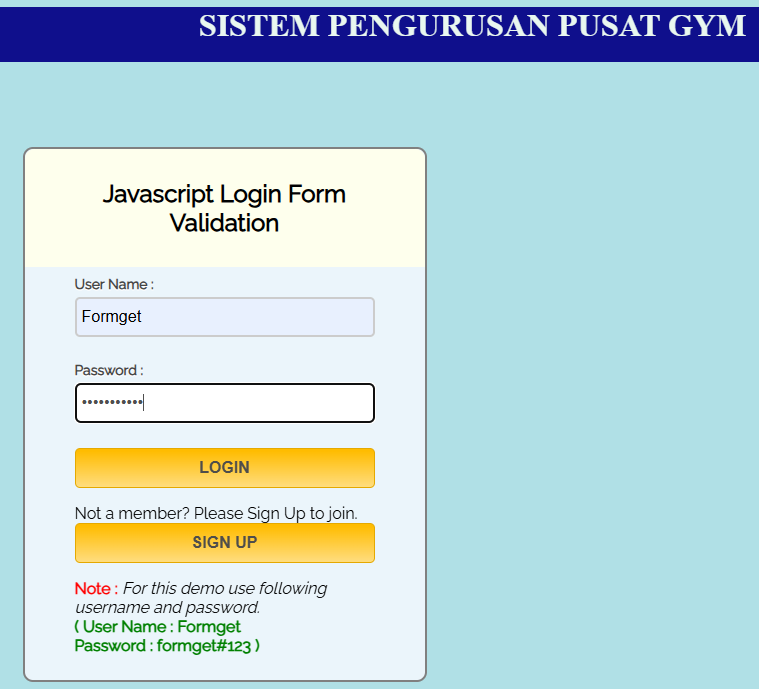 SISTEM PENGURUSAN PUSAT GYM
Javascript Login Form
Validation
User Name :
Formget
Password :
•••••••••••
LOGIN
Not a member? Please Sign Up to join.
SIGN UP
Note : For this demo use following
username and password.
( User Name : Formget
Password : formget#123 )